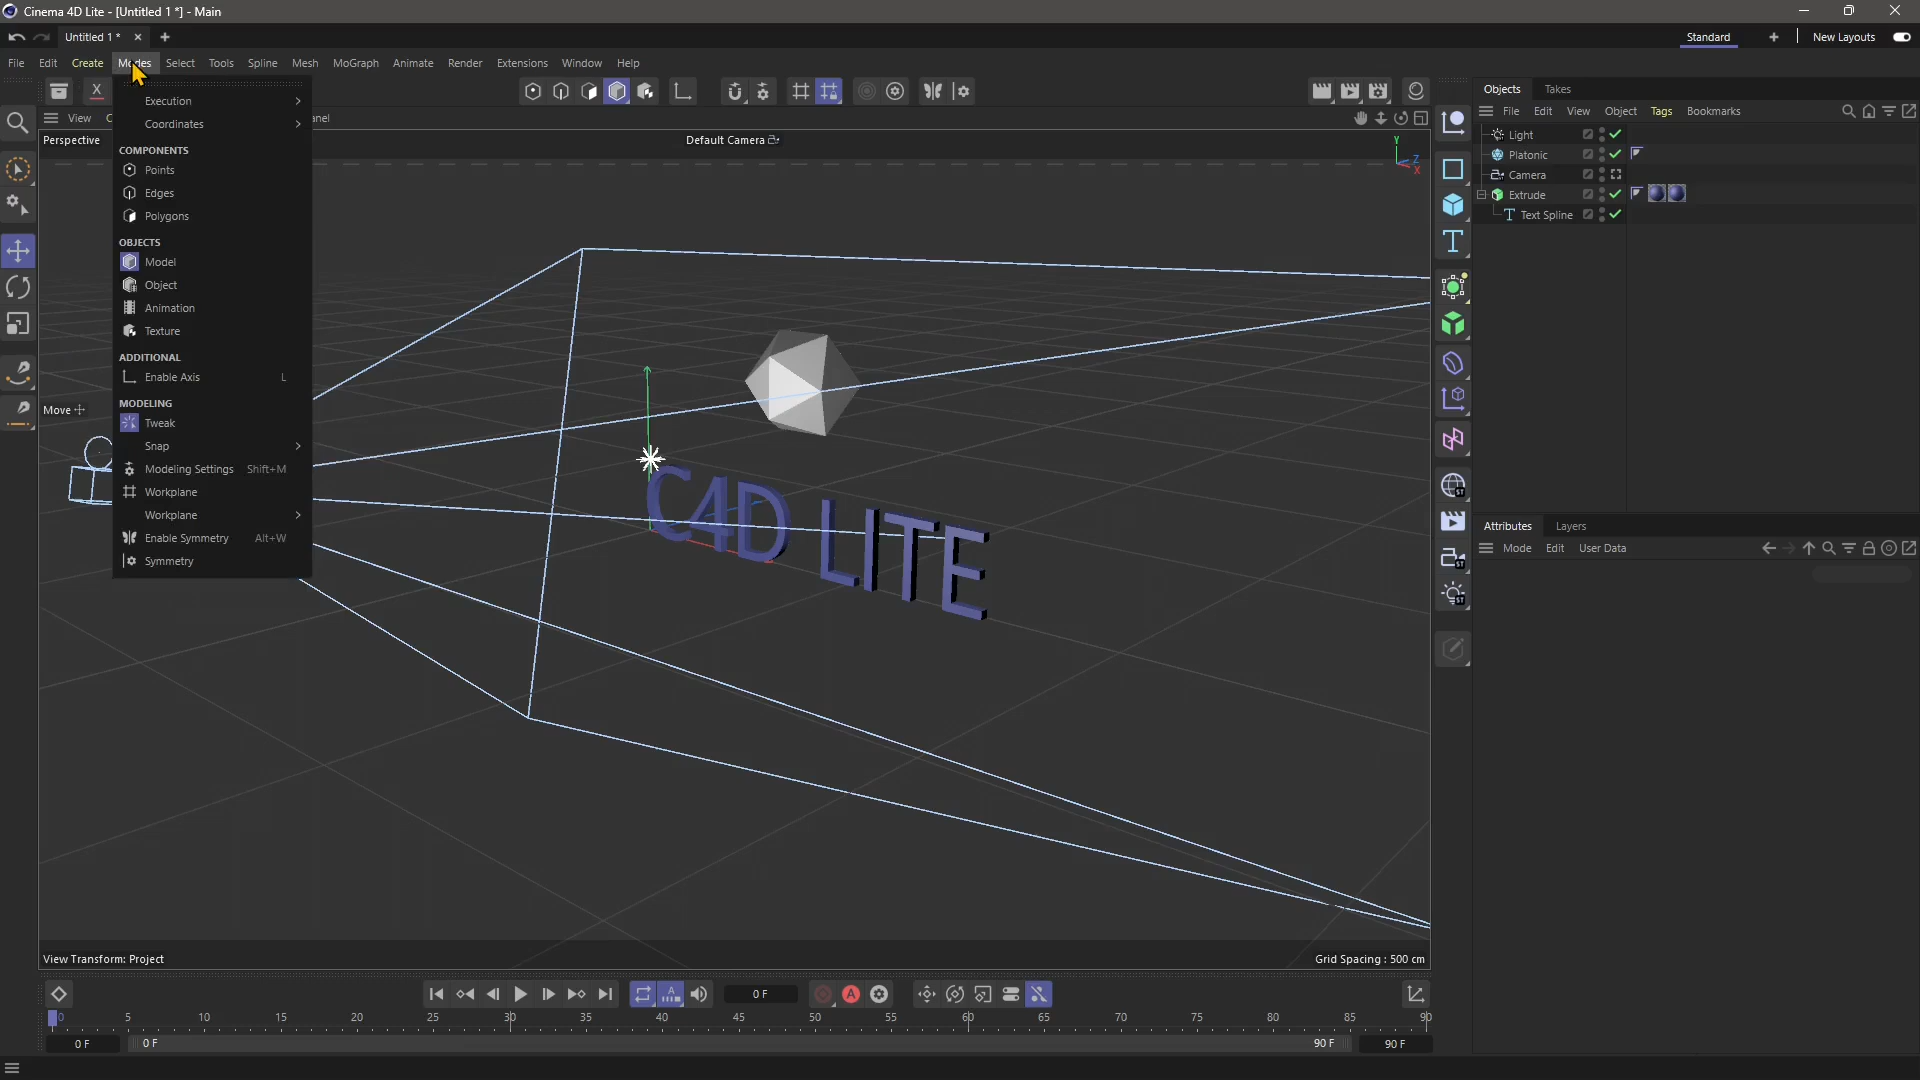 Cinema 4D Lite - [Untitled 1 *] - Main
Untitled 1 *
Standard
New Layouts
File Edit Create Modes Select Tools Spline Mesh MoGraph Animate Render Extensions Window Help
X
View
anel
Perspective
Default Camera
Y
Z
X
Move
Execution
Coordinates
COMPONENTS
Points
Edges
Polygons
OBJECTS
Model
Object
Animation
Texture
ADDITIONAL
Enable Axis L
MODELING
Tweak
Snap
Modeling Settings Shift+M
Workplane
Workplane
Enable Symmetry Alt+W
Symmetry
C4D LITE
View Transform: Project
Grid Spacing : 500 cm
Objects Takes
File Edit View Object Tags Bookmarks
Light
Platonic
Camera
Extrude
Text Spline
T
ST
ST
ST
Attributes Layers
Mode Edit User Data
A
0 F
A
0 5 10 15 20 25 30 35 40 45 50 55 60 65 70 75 80 85 90
0 F 0 F 90 F 90 F